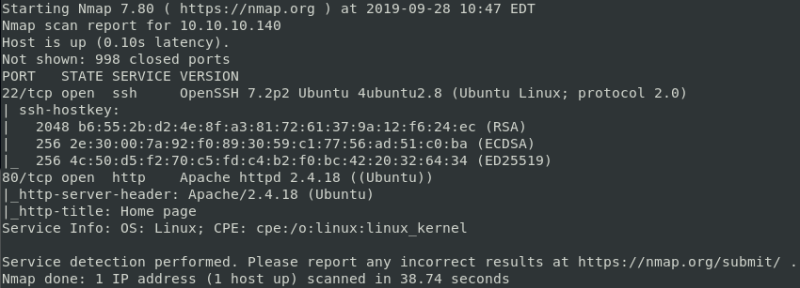 Starting Nmap 7.80 ( https://nmap.org ) at 2019-09-28 10:47 EDT
Nmap scan report for 10.10.10.140
Host is up (0.10s latency).
Not shown: 998 closed ports
PORT   STATE SERVICE VERSION
22/tcp open  ssh     OpenSSH 7.2p2 Ubuntu 4ubuntu2.8 (Ubuntu Linux; protocol 2.0)
| ssh-hostkey:
|   2048 b6:55:2b:d2:4e:8f:a3:81:72:61:37:9a:12:f6:24:ec (RSA)
|   256 2e:30:00:7a:92:f0:89:30:59:c1:77:56:ad:51:c0:ba (ECDSA)
|_  256 4c:50:d5:f2:70:c5:fd:c4:b2:f0:bc:42:20:32:64:34 (ED25519)
80/tcp open  http    Apache httpd 2.4.18 ((Ubuntu))
|_http-server-header: Apache/2.4.18 (Ubuntu)
|_http-title: Home page
Service Info: OS: Linux; CPE: cpe:/o:linux:linux_kernel

Service detection performed. Please report any incorrect results at https://nmap.org/submit/ .
Nmap done: 1 IP address (1 host up) scanned in 38.74 seconds